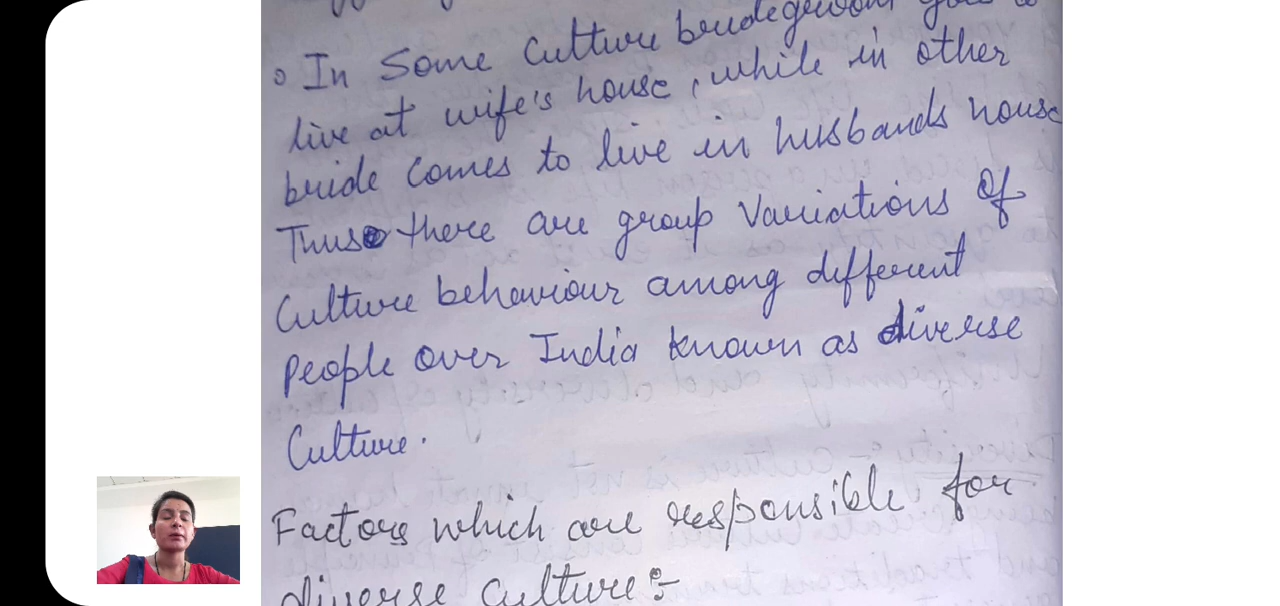 o In Some Culture bridegroom goes to
live at wife's house, while in other
bride comes to live in husbands house
Thus there are group variations of
Culture behaviour among different
People over India known as diverse
Culture.
Factors which are responsible for
diverse culture:-